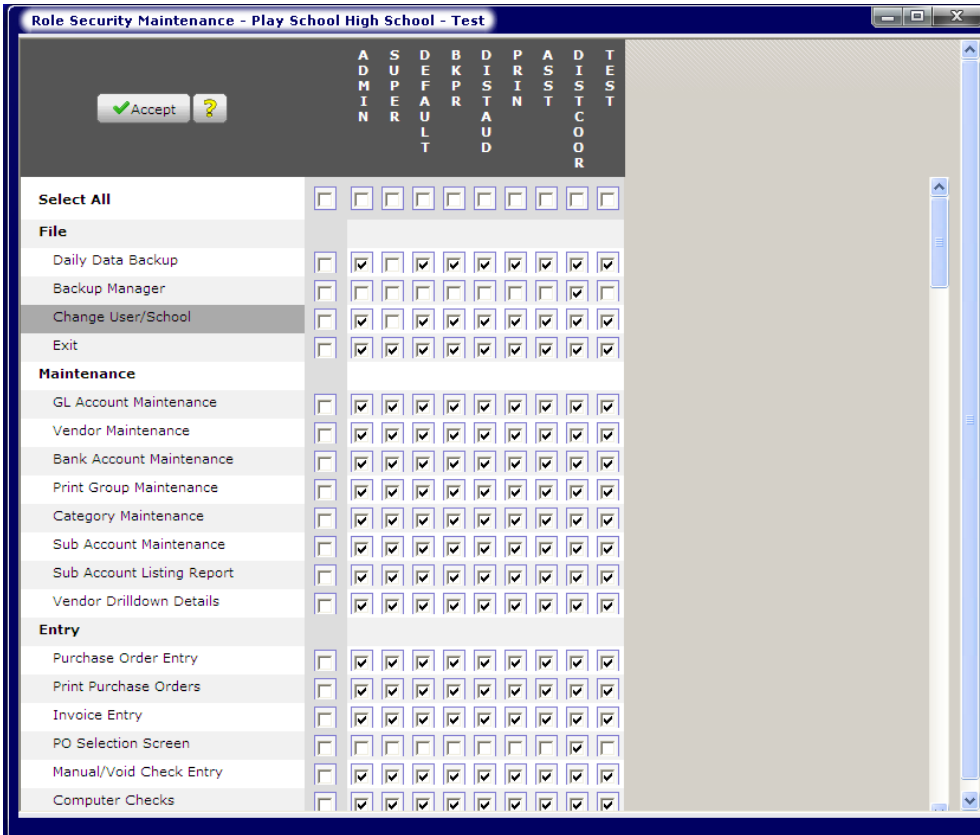 Role Security Maintenance - Play School High School - Test
ADMIN
SUPER
DEFAULT
BKPR
DISTAUD
PRIN
ASST
DISTCOOR
TEST
Accept
?
Select All
File
Daily Data Backup
Backup Manager
Change User/School
Exit
Maintenance
GL Account Maintenance
Vendor Maintenance
Bank Account Maintenance
Print Group Maintenance
Category Maintenance
Sub Account Maintenance
Sub Account Listing Report
Vendor Drilldown Details
Entry
Purchase Order Entry
Print Purchase Orders
Invoice Entry
PO Selection Screen
Manual/Void Check Entry
Computer Checks